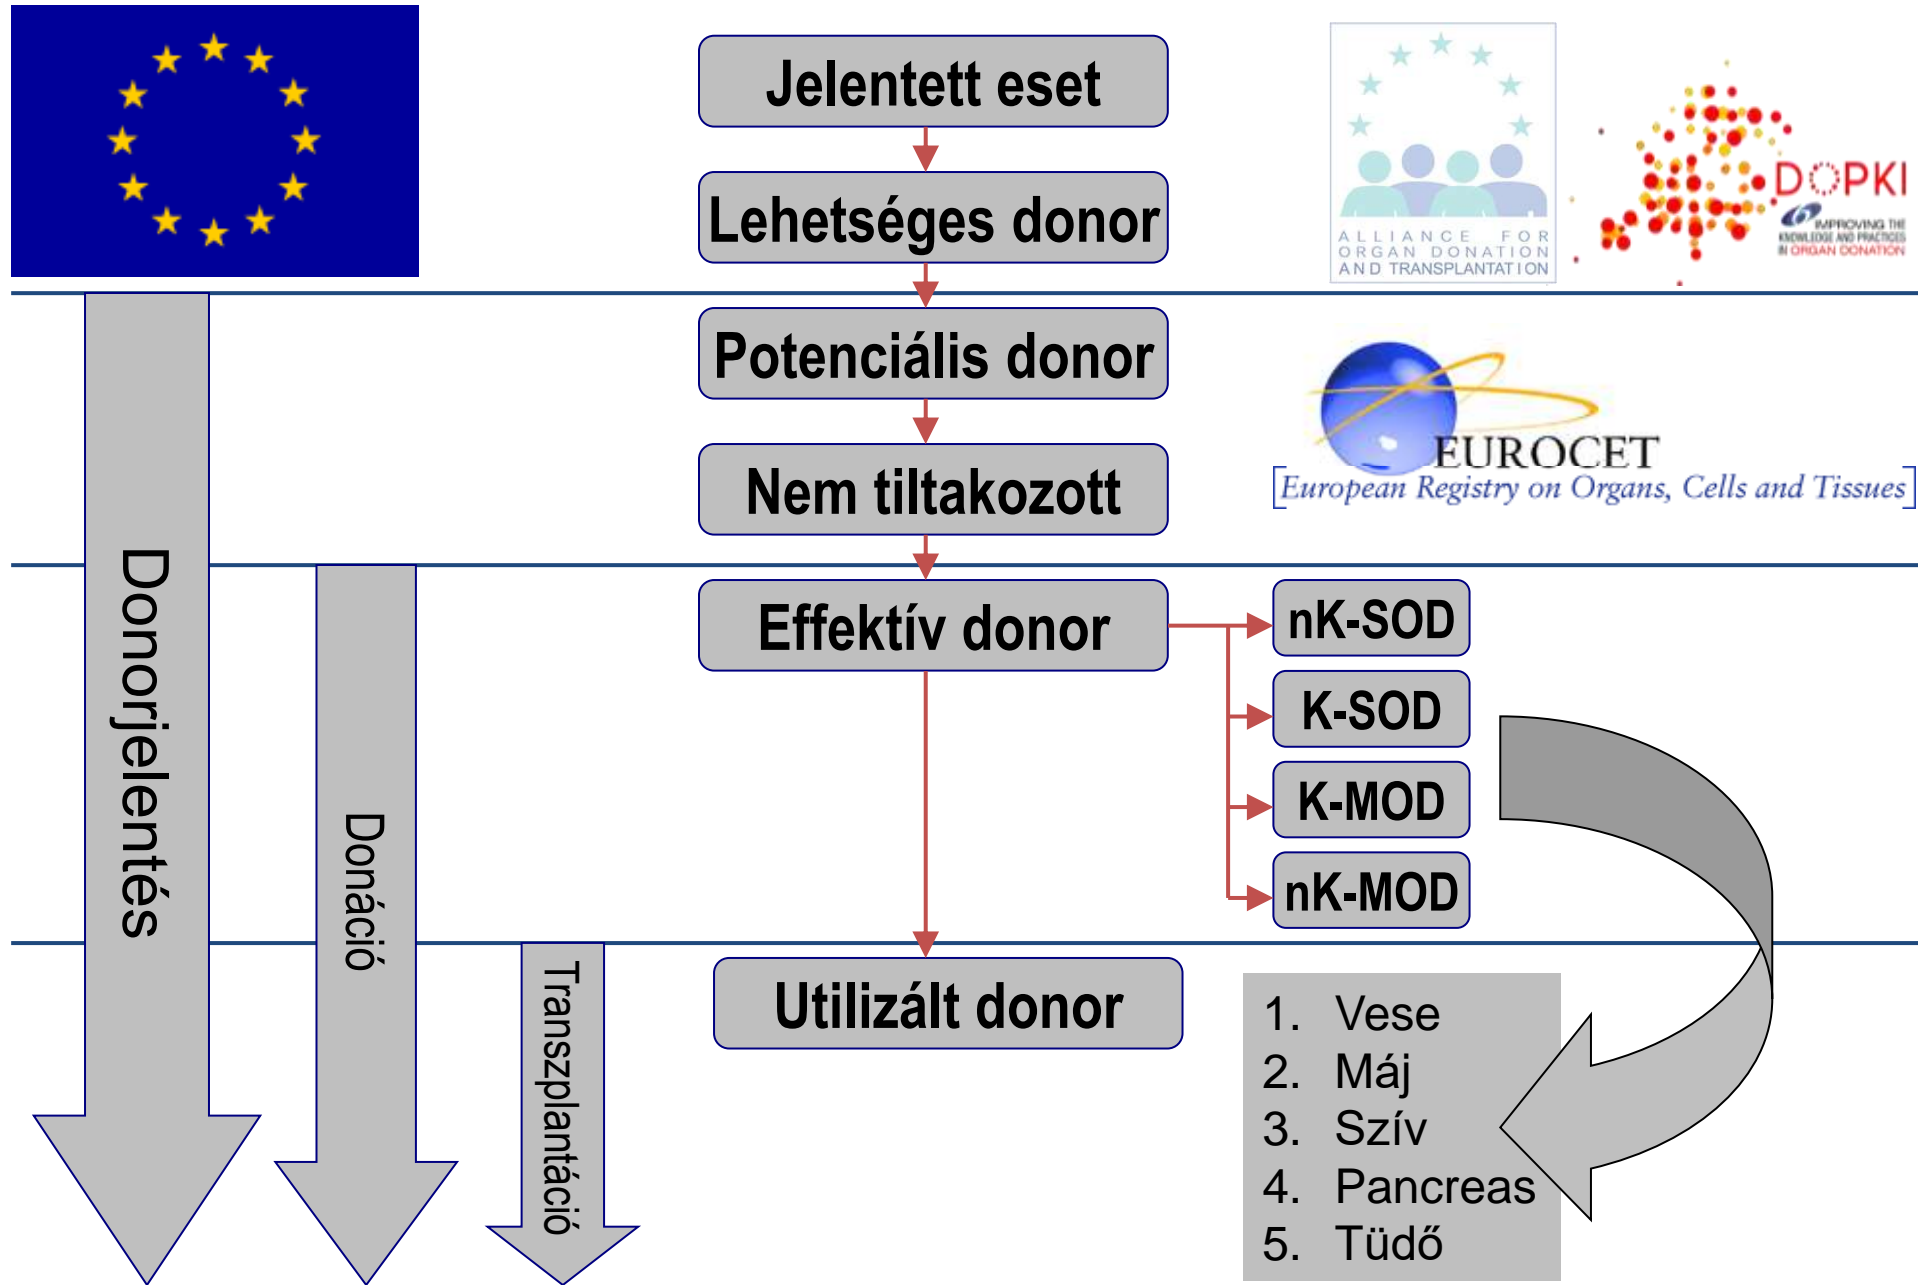 Jelentett eset
Lehetséges donor
ALLIANCE FOR
ORGAN DONATION
AND TRANSPLANTATION
DOPKI
6
IMPROVING THE
KNOWLEDGE AND PRACTICES
IN ORGAN DONATION
Potenciális donor
Nem tiltakozott
EUROCET
[European Registry on Organs, Cells and Tissues]
Effektív donor
nK-SOD
K-SOD
K-MOD
nK-MOD
Donorjelentés
Donáció
Transzplantáció
Utilizált donor
1. Vese
2. Máj
3. Szív
4. Pancreas
5. Tüdő